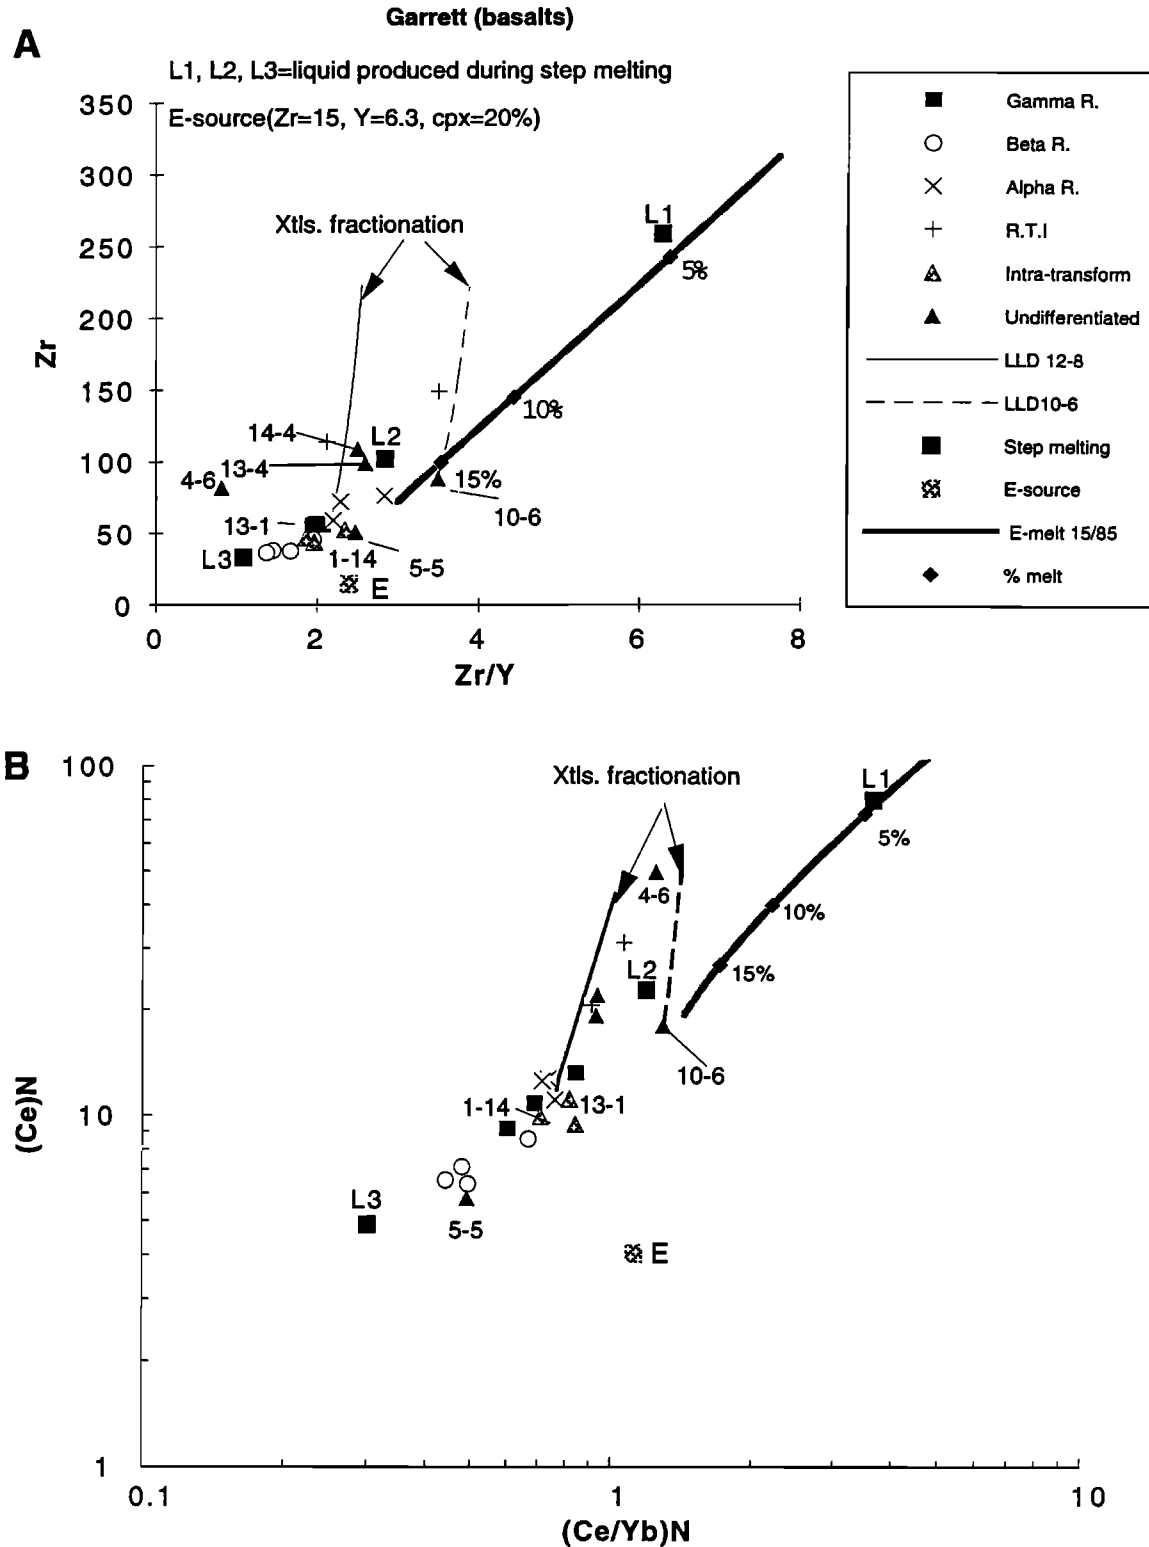 Garrett (basalts)
A
L1, L2, L3=liquid produced during step melting
E-source(Zr=15, Y=6.3, cpx=20%)
350
300
250
200
150
100
50
0
Zr
Xtls. fractionation
L1
5%
10%
15%
14-4
L2
4-6
13-4
10-6
13-1
L3
1-14
5-5
E
0
2
4
6
8
Zr/Y
Gamma R.
Beta R.
Alpha R.
R.T.I
Intra-transform
Undifferentiated
LLD 12-8
LLD10-6
Step melting
E-source
E-melt 15/85
% melt
B
100
10
1
(Ce)N
Xtls. fractionation
L1
5%
4-6
10%
L2
15%
10-6
1-14
13-1
L3
5-5
E
0.1
1
10
(Ce/Yb)N